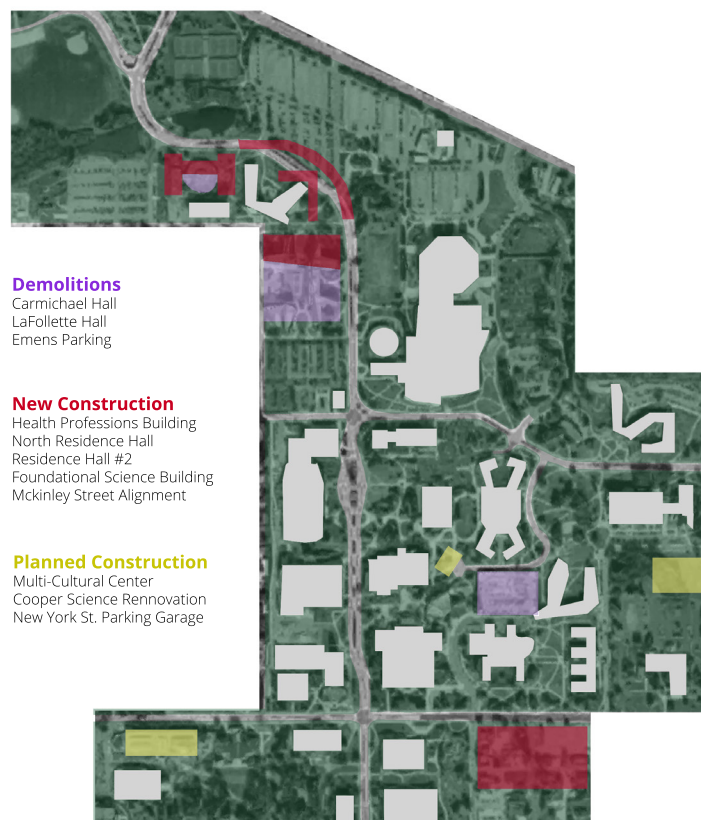 Demolitions
Carmichael Hall
LaFollette Hall
Emens Parking
New Construction
Health Professions Building
North Residence Hall
Residence Hall #2
Foundational Science Building
Mckinley Street Alignment
Planned Construction
Multi-Cultural Center
Cooper Science Rennovation
New York St. Parking Garage